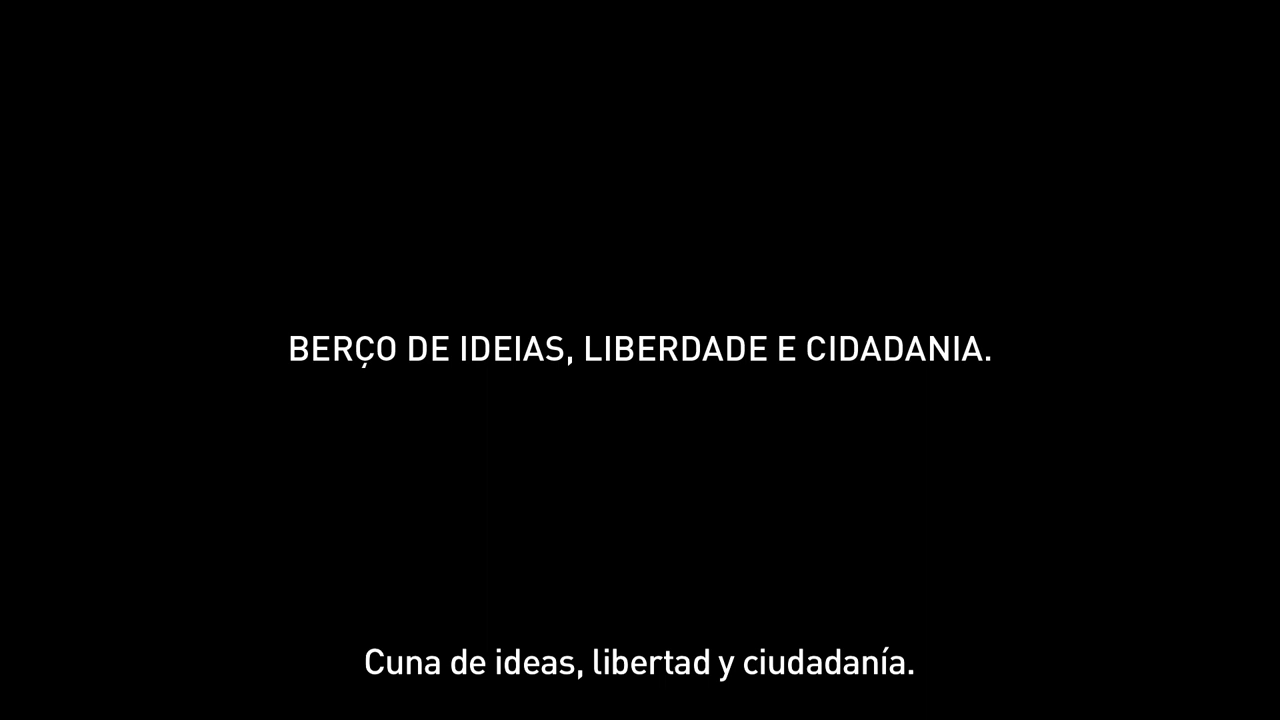 BERÇO DE IDEIAS, LIBERDADE E CIDADANIA.
Cuna de ideas, libertad y ciudadanía.